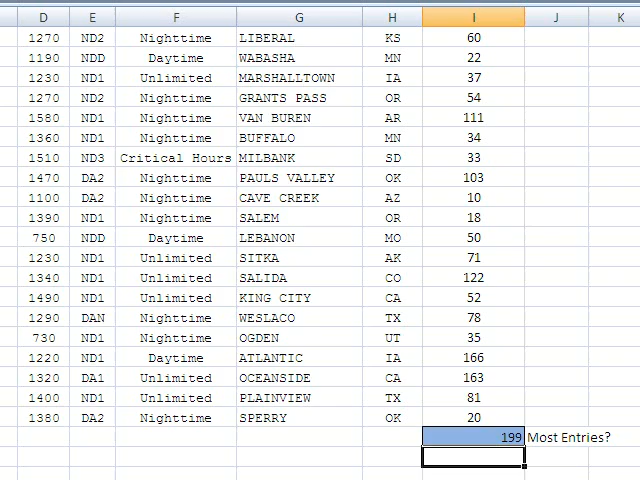 D E F G H I J K
1270 ND2 Nighttime LIBERAL KS 60
1190 NDD Daytime WABASHA MN 22
1230 ND1 Unlimited MARSHALLTOWN IA 37
1270 ND2 Nighttime GRANTS PASS OR 54
1580 ND1 Nighttime VAN BUREN AR 111
1360 ND1 Nighttime BUFFALO MN 34
1510 ND3 Critical Hours MILBANK SD 33
1470 DA2 Nighttime PAULS VALLEY OK 103
1100 DA2 Nighttime CAVE CREEK AZ 10
1390 ND1 Nighttime SALEM OR 18
750 NDD Daytime LEBANON MO 50
1230 ND1 Unlimited SITKA AK 71
1340 ND1 Unlimited SALIDA CO 122
1490 ND1 Unlimited KING CITY CA 52
1290 DAN Nighttime WESLACO TX 78
730 ND1 Nighttime OGDEN UT 35
1220 ND1 Daytime ATLANTIC IA 166
1320 DA1 Unlimited OCEANSIDE CA 163
1400 ND1 Unlimited PLAINVIEW TX 81
1380 DA2 Nighttime SPERRY OK 20
199 Most Entries?